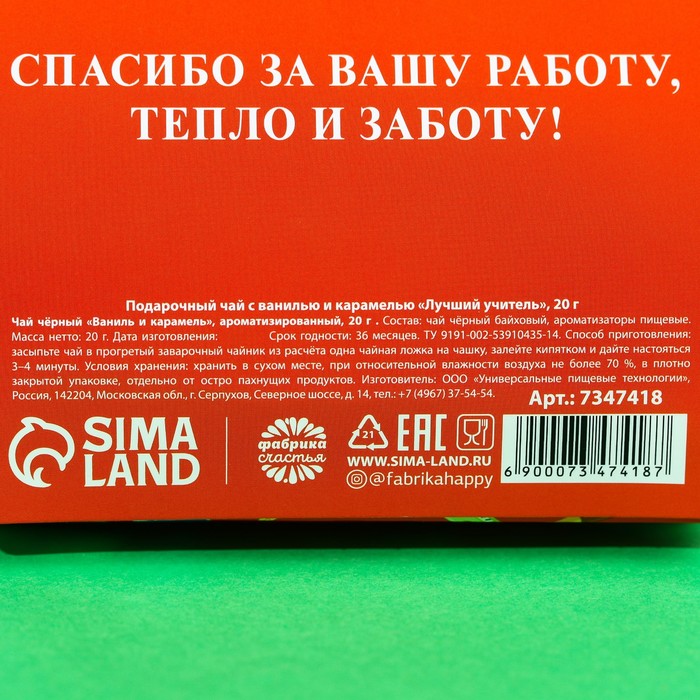 СПАСИБО ЗА ВАШУ РАБОТУ,
ТЕПЛО И ЗАБОТУ!
Подарочный чай с ванилью и карамелью «Лучший учитель», 20 г
Чай чёрный «Ваниль и карамель», ароматизированный, 20 г . Состав: чай чёрный байховый, ароматизаторы пищевые.
Масса нетто: 20 г. Дата изготовления: Срок годности: 36 месяцев. ТУ 9191-002-53910435-14. Способ приготовления:
засыпьте чай в прогретый заварочный чайник из расчёта одна чайная ложка на чашку, залейте кипятком и дайте настояться
3–4 минуты. Условия хранения: хранить в сухом месте, при относительной влажности воздуха не более 70 %, в плотно
закрытой упаковке, отдельно от остро пахнущих продуктов. Изготовитель: ООО «Универсальные пищевые технологии»,
Россия, 142204, Московская обл., г. Серпухов, Северное шоссе, д. 14, тел.:+7 (4967) 37-54-54.
Арт.: 7347418
SIMA
LAND
фабрика
счастья
21
EAC
WWW.SIMA-LAND.RU
@fabrikahappy
6 900073 474187